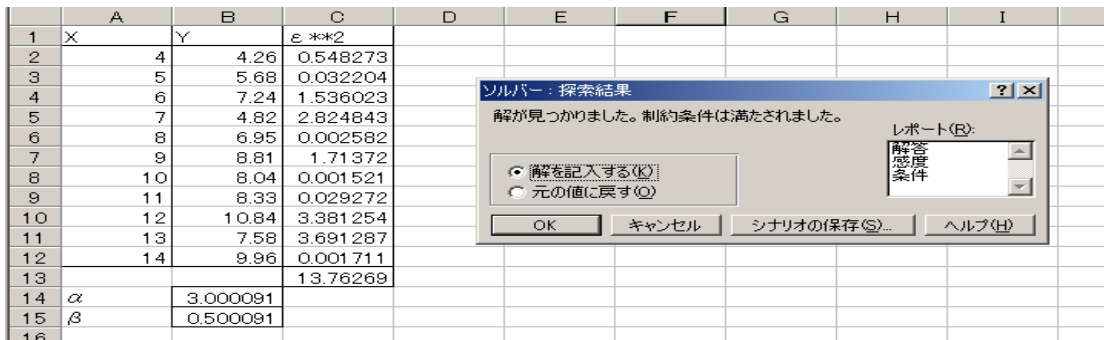 A B C D E F G H I
1 X Y ε **2
2 4 4.26 0.548273
3 5 5.68 0.032204
4 6 7.24 1.536023
5 7 4.82 2.824843
6 8 6.95 0.002582
7 9 8.81 1.71372
8 10 8.04 0.001521
9 11 8.33 0.029272
10 12 10.84 3.381254
11 13 7.58 3.691287
12 14 9.96 0.001711
13 13.76269
14 α 3.000091
15 β 0.500091
16
ソルバー : 探索結果
解が見つかりました。制約条件は満たされました。
レポート(R):
解答
感度
条件
解を記入する(K)
元の値に戻す(O)
OK キャンセル シナリオの保存(S)... ヘルプ(H)